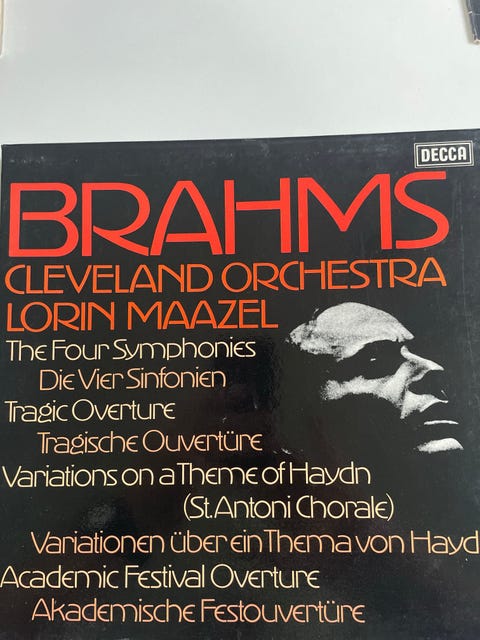 DECCA
BRAHMS
CLEVELAND ORCHESTRA
LORIN MAAZEL
The Four Symphonies
Die Vier Sinfonien
Tragic Overture
Tragische Ouvertüre
Variations on a Theme of Haydn
(St. Antoni Chorale)
Variationen über ein Thema von Hayd
Academic Festival Overture
Akademische Festouvertüre